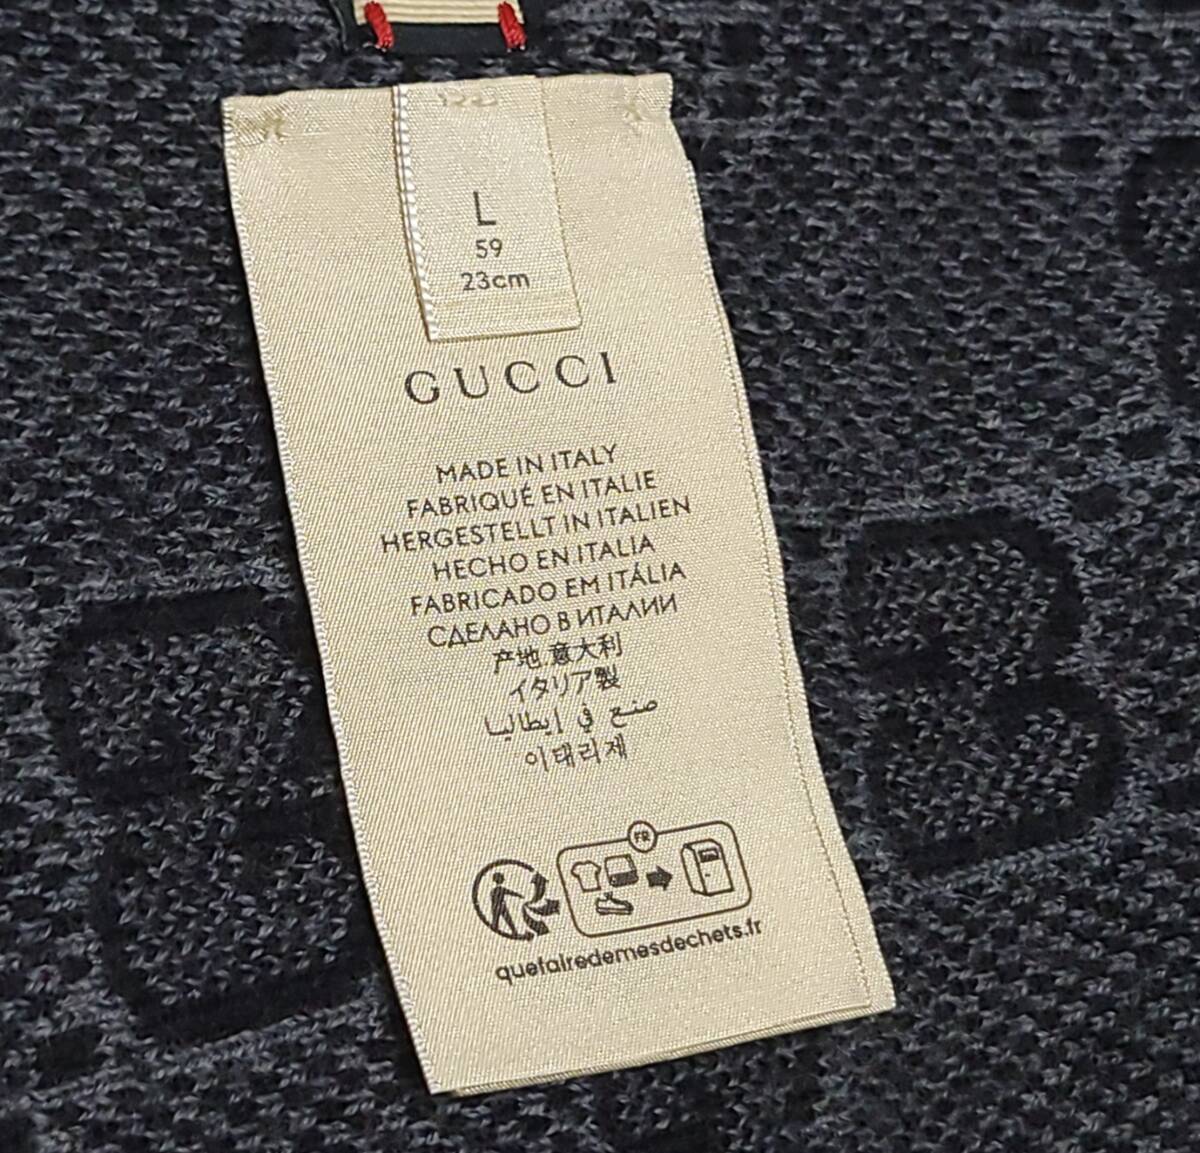 L
59
23cm
GUCCI
MADE IN ITALY
FABRIQUÉ EN ITALIE
HERGESTELLT IN ITALIEN
HECHO EN ITALIA
FABRICADO EM ITÁLIA
СДЕЛАНО В ИТАЛИИ
产地.意大利
イタリア製
صنع في إيطاليا
이태리제
FR
quefairedemesdechets.fr